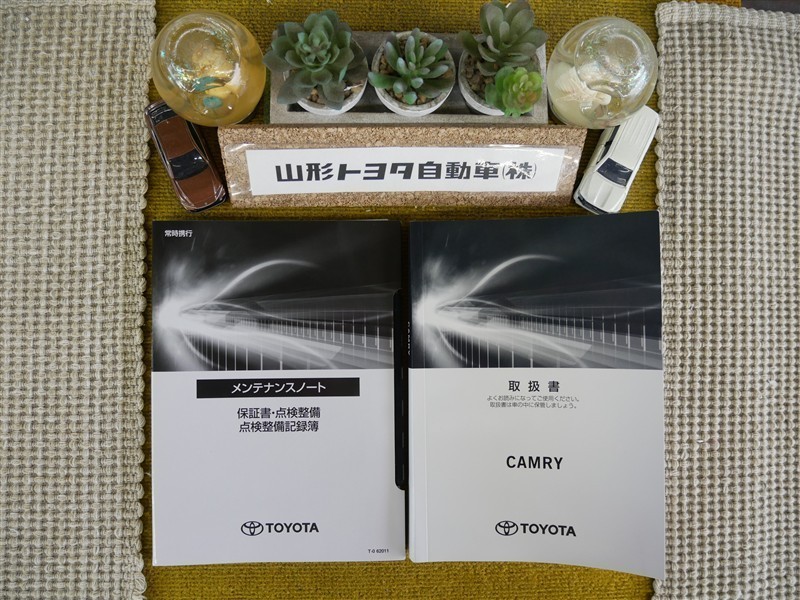 山形トヨタ自動車㈱
常時携行
メンテナンスノート
保証書・点検整備
点検整備記録簿
TOYOTA
取扱書
よくお読みになってご使用ください。
取扱書は車の中に保管しましょう。
CAMRY
TOYOTA